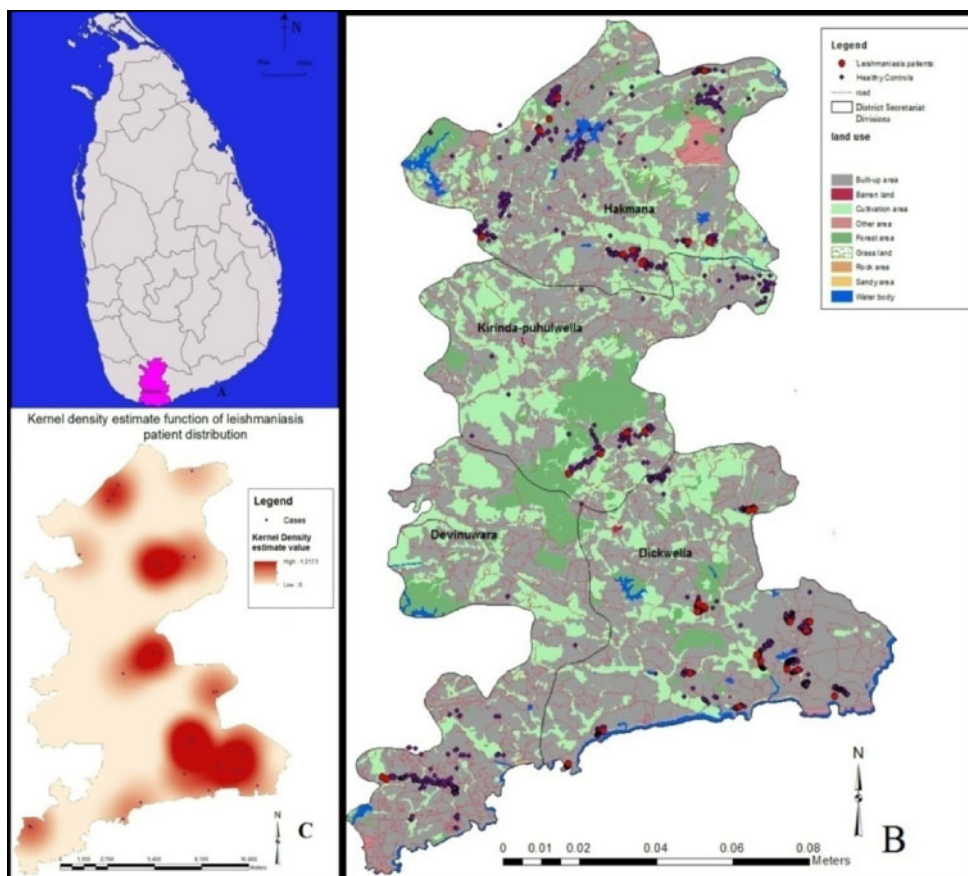 N
A
Kernel density estimate function of leishmaniasis
patient distribution
Legend
Cases
Kernel Density
estimate value
High : 1.2173
Low : 0
N
C
Meters
Legend
Leishmaniasis patients
Healthy Controls
road
District Secretariat
Divisions
land use
Built-up area
Barren land
Cultivation area
Other area
Forest area
Grass land
Rock area
Sandy area
Water body
Hakmana
Kirinda-puhulwella
Devinuwara
Dickwella
N
B
0 0.01 0.02 0.04 0.06 0.08
Meters